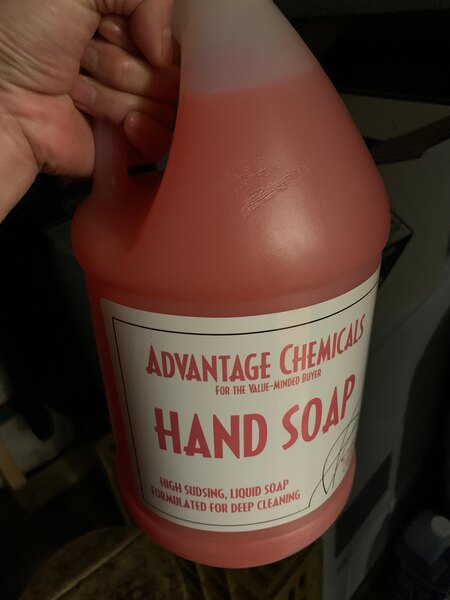 ADVANTAGE CHEMICALS
FOR THE VALUE-MINDED BUYER
HAND SOAP
HIGH SUDSING, LIQUID SOAP
FORMULATED FOR DEEP CLEANING